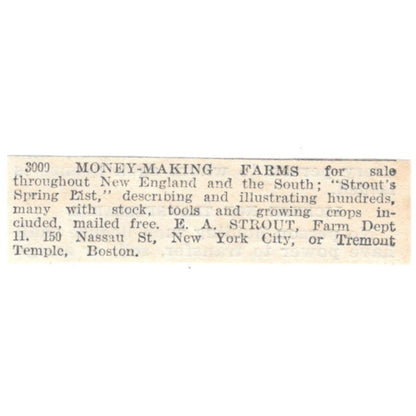 3000 MONEY-MAKING FARMS for sale
throughout New England and the South; "Strout's
Spring List," describing and illustrating hundreds,
many with stock, tools and growing crops in-
cluded, mailed free. E. A. STROUT, Farm Dept
11. 150 Nassau St, New York City, or Tremont
Temple, Boston.